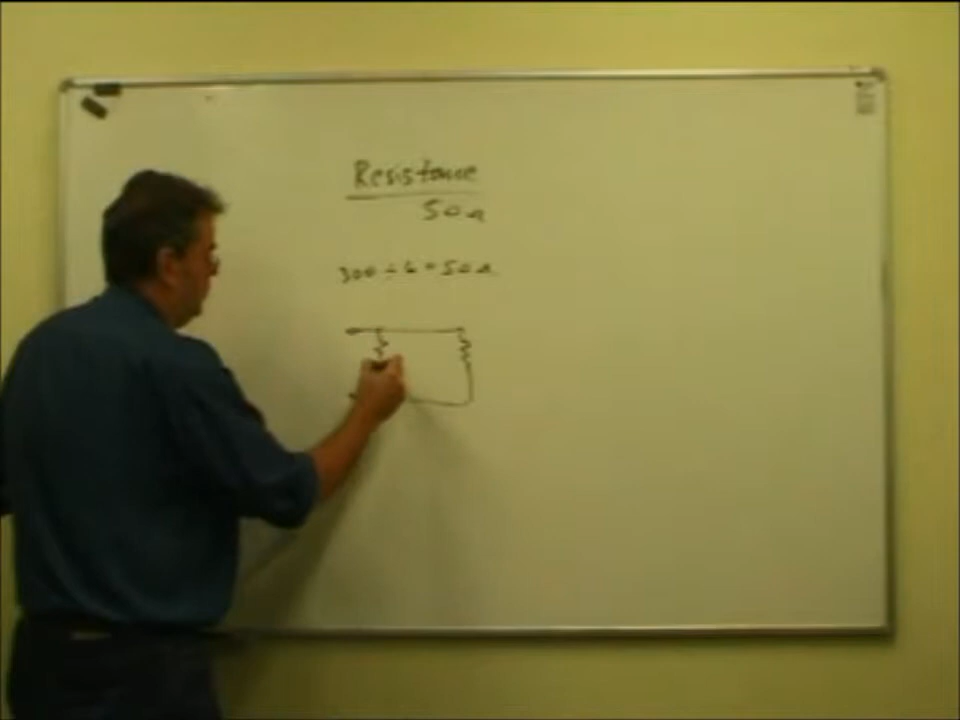 Resistance
50Ω
300 ÷ 6 = 50Ω